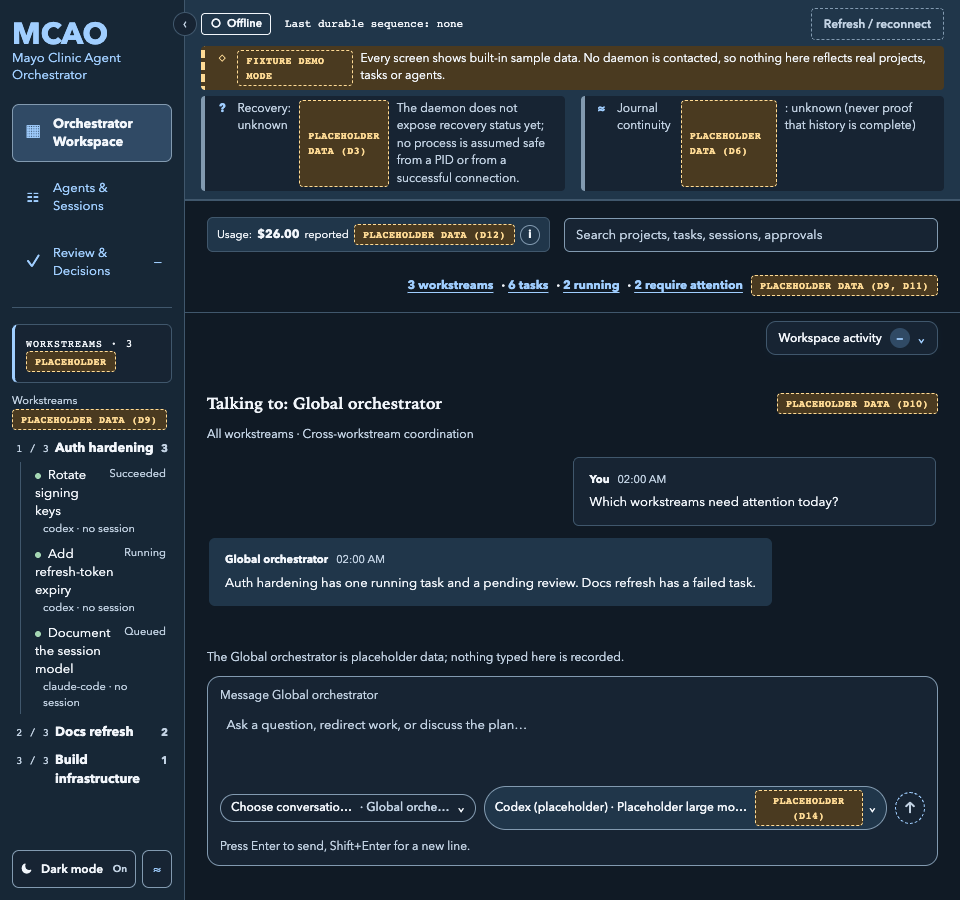 MCAO
Mayo Clinic Agent
Orchestrator
Orchestrator
Workspace
Agents &
Sessions
Review &
Decisions –
WORKSTREAMS · 3
PLACEHOLDER
Workstreams
PLACEHOLDER DATA (D9)
1 / 3 Auth hardening 3
Rotate Succeeded
signing
keys
codex · no session
Add Running
refresh-token
expiry
codex · no session
Document Queued
the session
model
claude-code · no
session
2 / 3 Docs refresh 2
3 / 3 Build 1
infrastructure
Dark mode On ≈
‹ Offline Last durable sequence: none Refresh / reconnect
◇ FIXTURE DEMO
MODE
Every screen shows built-in sample data. No daemon is contacted, so nothing here reflects real projects,
tasks or agents.
? Recovery:
unknown
PLACEHOLDER
DATA (D3)
The daemon does not
expose recovery status yet;
no process is assumed safe
from a PID or from a
successful connection.
≈ Journal
continuity
PLACEHOLDER
DATA (D6)
: unknown (never proof
that history is complete)
Usage: $26.00 reported PLACEHOLDER DATA (D12) i
Search projects, tasks, sessions, approvals
3 workstreams · 6 tasks · 2 running · 2 require attention PLACEHOLDER DATA (D9, D11)
Workspace activity – ⌄
Talking to: Global orchestrator PLACEHOLDER DATA (D10)
All workstreams · Cross-workstream coordination
You 02:00 AM
Which workstreams need attention today?
Global orchestrator 02:00 AM
Auth hardening has one running task and a pending review. Docs refresh has a failed task.
The Global orchestrator is placeholder data; nothing typed here is recorded.
Message Global orchestrator
Ask a question, redirect work, or discuss the plan…
Choose conversatio… · Global orche… ⌄
Codex (placeholder) · Placeholder large mo… PLACEHOLDER
(D14) ⌄
↑
Press Enter to send, Shift+Enter for a new line.